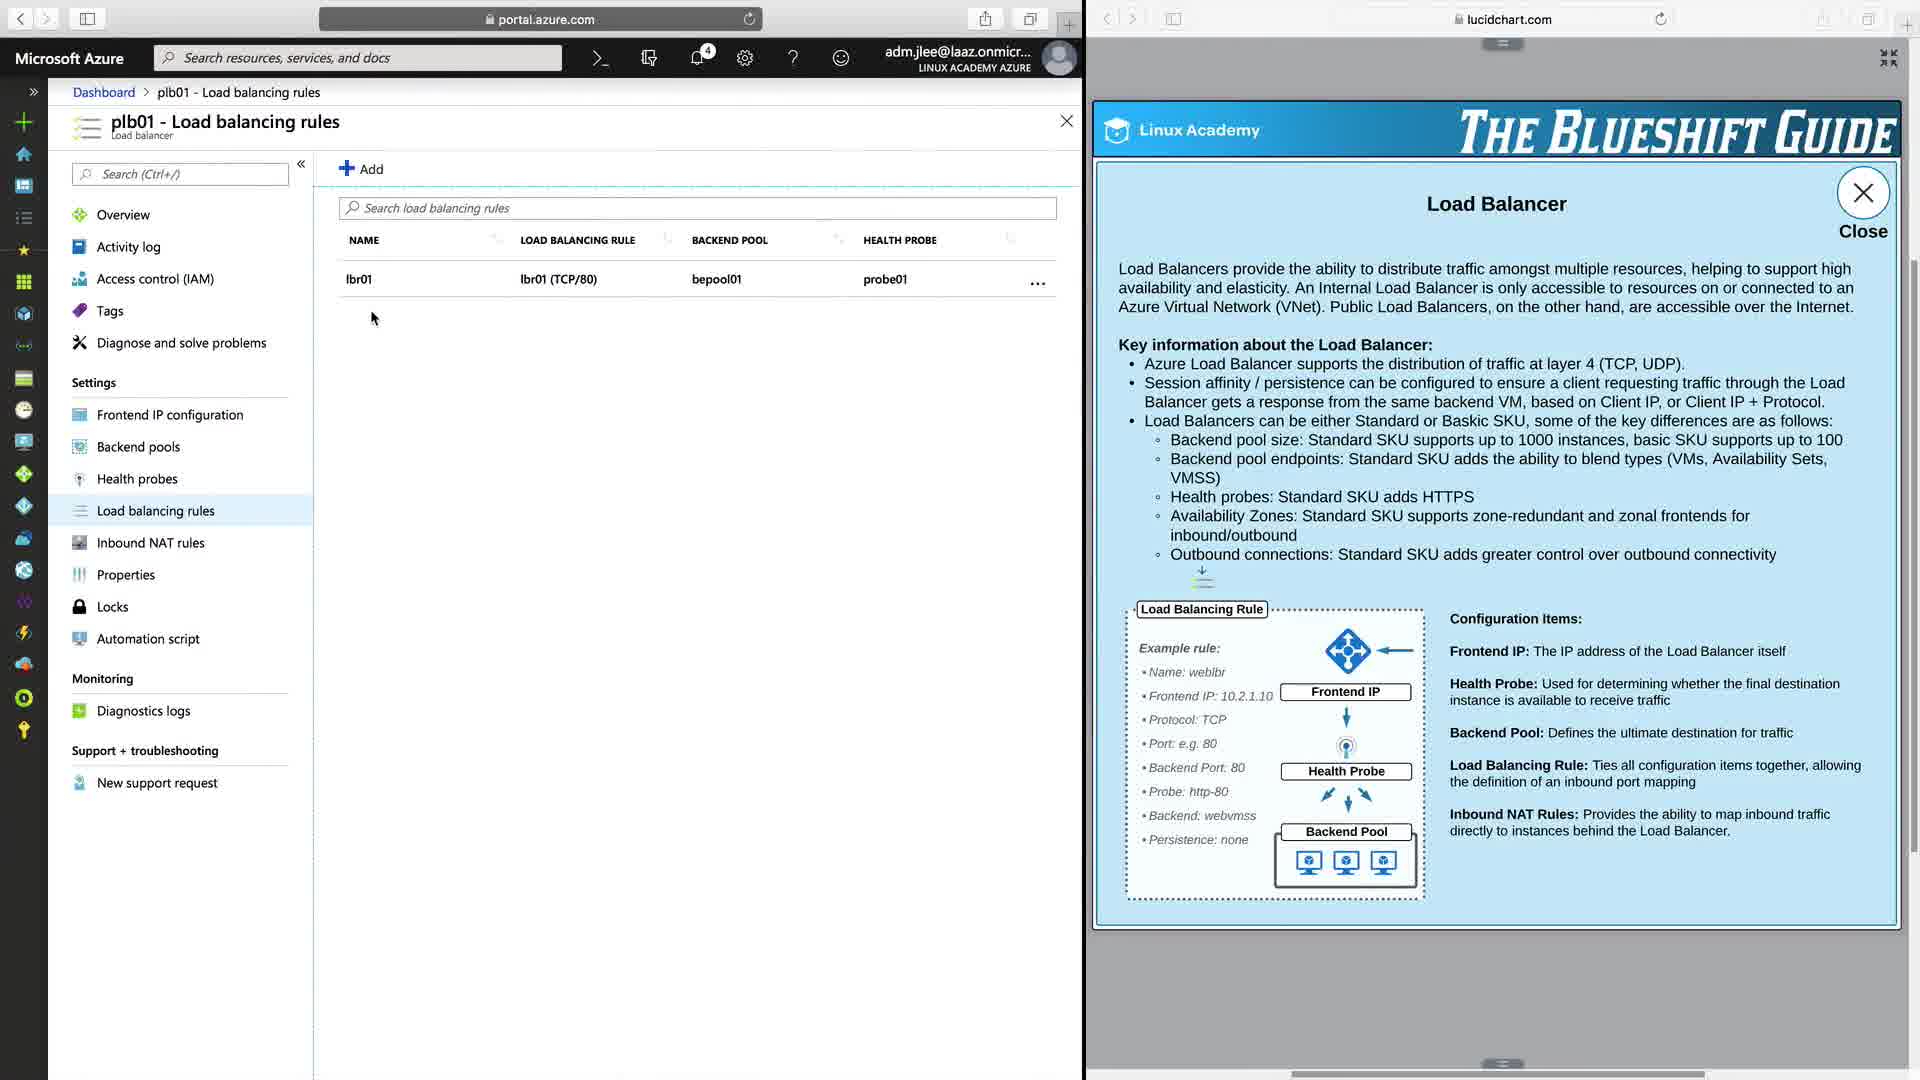 portal.azure.com
lucidchart.com
Microsoft Azure
Search resources, services, and docs
4
adm.jlee@laaz.onmicr...
LINUX ACADEMY AZURE
Dashboard > plb01 - Load balancing rules
plb01 - Load balancing rules
Load balancer
Search (Ctrl+/)
Overview
Activity log
Access control (IAM)
Tags
Diagnose and solve problems
Settings
Frontend IP configuration
Backend pools
Health probes
Load balancing rules
Inbound NAT rules
Properties
Locks
Automation script
Monitoring
Diagnostics logs
Support + troubleshooting
New support request
Add
Search load balancing rules
NAME LOAD BALANCING RULE BACKEND POOL HEALTH PROBE
lbr01 lbr01 (TCP/80) bepool01 probe01 ...
Linux Academy
THE BLUESHIFT GUIDE
Load Balancer
Close
Load Balancers provide the ability to distribute traffic amongst multiple resources, helping to support high
availability and elasticity. An Internal Load Balancer is only accessible to resources on or connected to an
Azure Virtual Network (VNet). Public Load Balancers, on the other hand, are accessible over the Internet.
Key information about the Load Balancer:
• Azure Load Balancer supports the distribution of traffic at layer 4 (TCP, UDP).
• Session affinity / persistence can be configured to ensure a client requesting traffic through the Load
Balancer gets a response from the same backend VM, based on Client IP, or Client IP + Protocol.
• Load Balancers can be either Standard or Baskic SKU, some of the key differences are as follows:
◦ Backend pool size: Standard SKU supports up to 1000 instances, basic SKU supports up to 100
◦ Backend pool endpoints: Standard SKU adds the ability to blend types (VMs, Availability Sets,
VMSS)
◦ Health probes: Standard SKU adds HTTPS
◦ Availability Zones: Standard SKU supports zone-redundant and zonal frontends for
inbound/outbound
◦ Outbound connections: Standard SKU adds greater control over outbound connectivity
Load Balancing Rule
Example rule:
• Name: weblbr
• Frontend IP: 10.2.1.10
• Protocol: TCP
• Port: e.g. 80
• Backend Port: 80
• Probe: http-80
• Backend: webvmss
• Persistence: none
Frontend IP
Health Probe
Backend Pool
Configuration Items:
Frontend IP: The IP address of the Load Balancer itself
Health Probe: Used for determining whether the final destination
instance is available to receive traffic
Backend Pool: Defines the ultimate destination for traffic
Load Balancing Rule: Ties all configuration items together, allowing
the definition of an inbound port mapping
Inbound NAT Rules: Provides the ability to map inbound traffic
directly to instances behind the Load Balancer.